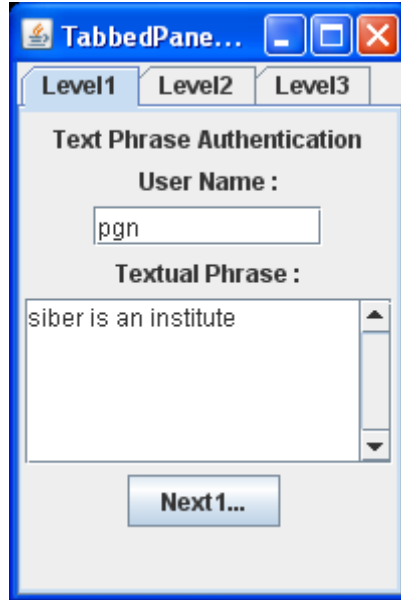 TabbedPane...
Level1 Level2 Level3
Text Phrase Authentication
User Name :
pgn
Textual Phrase :
siber is an institute
Next1...